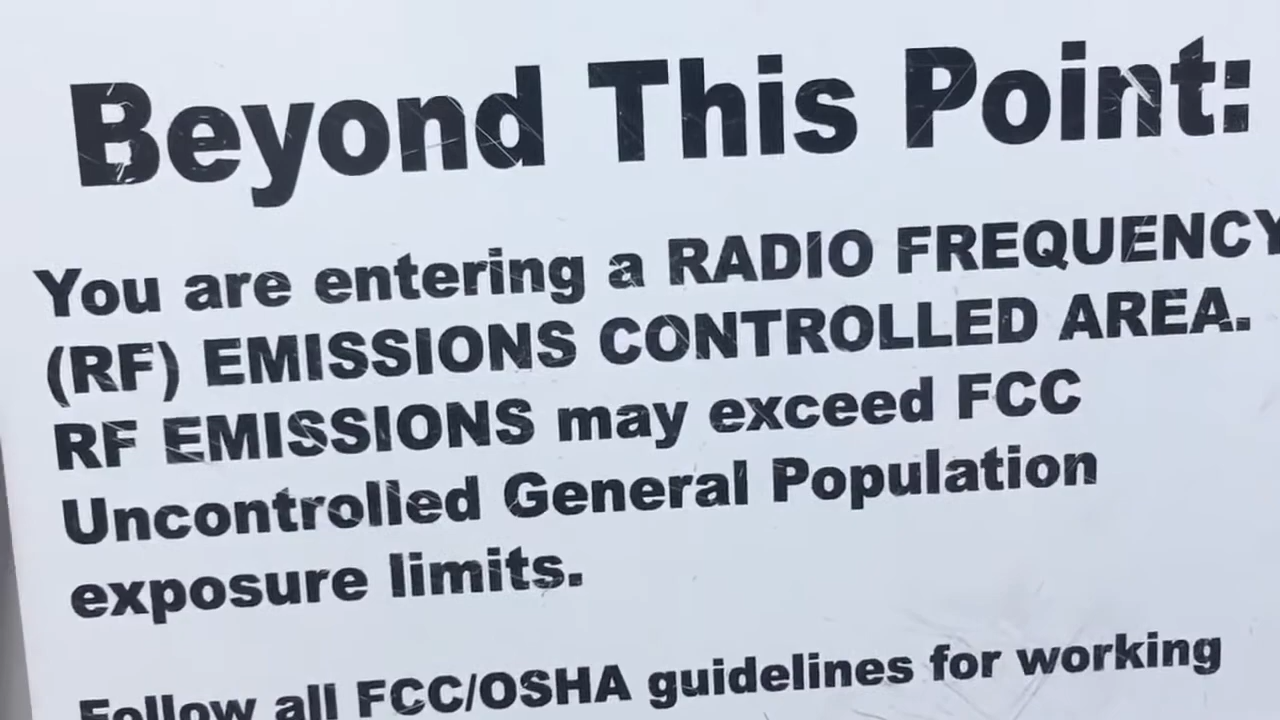 Beyond This Point:
You are entering a RADIO FREQUENCY
(RF) EMISSIONS CONTROLLED AREA.
RF EMISSIONS may exceed FCC
Uncontrolled General Population
exposure limits.
Follow all FCC/OSHA guidelines for working